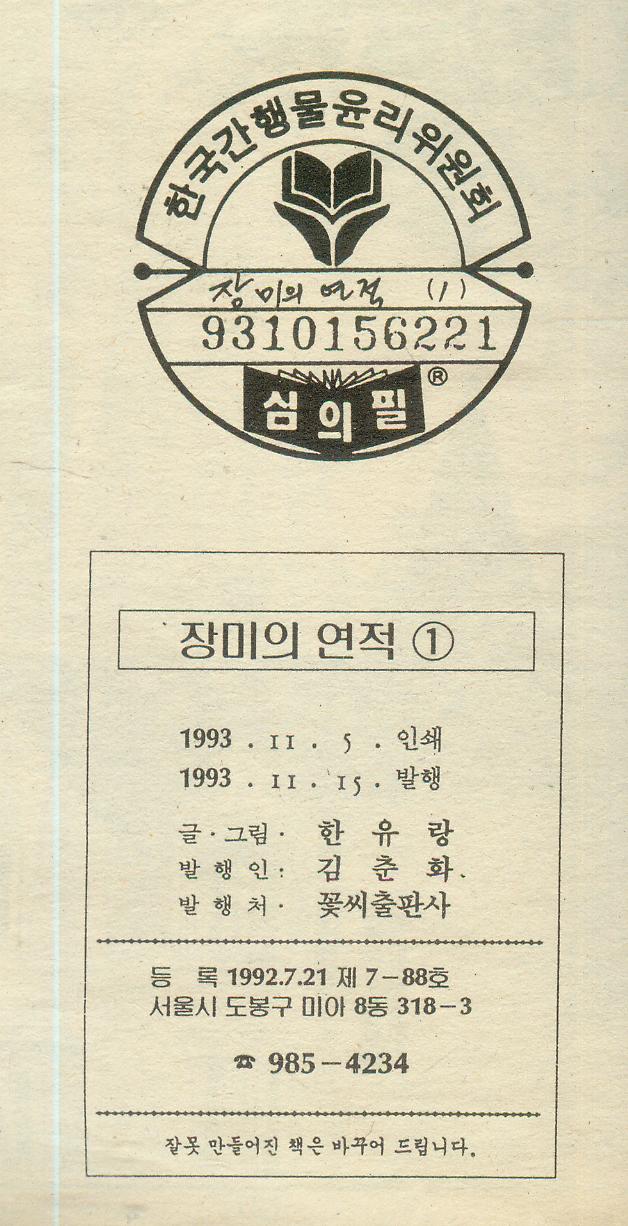 한국간행물윤리위원회
장미의 연적 (1)
9310156221
심의필 ®
장미의 연적 ①
1993 . 11 . 5 . 인쇄
1993 . 11 . 15 . 발행
글·그림· 한 유 랑
발 행 인: 김 춘 화.
발 행 처· 꽃씨출판사
등 록 1992.7.21 제 7-88호
서울시 도봉구 미아 8동 318-3
☎ 985-4234
잘못 만들어진 책은 바꾸어 드립니다.